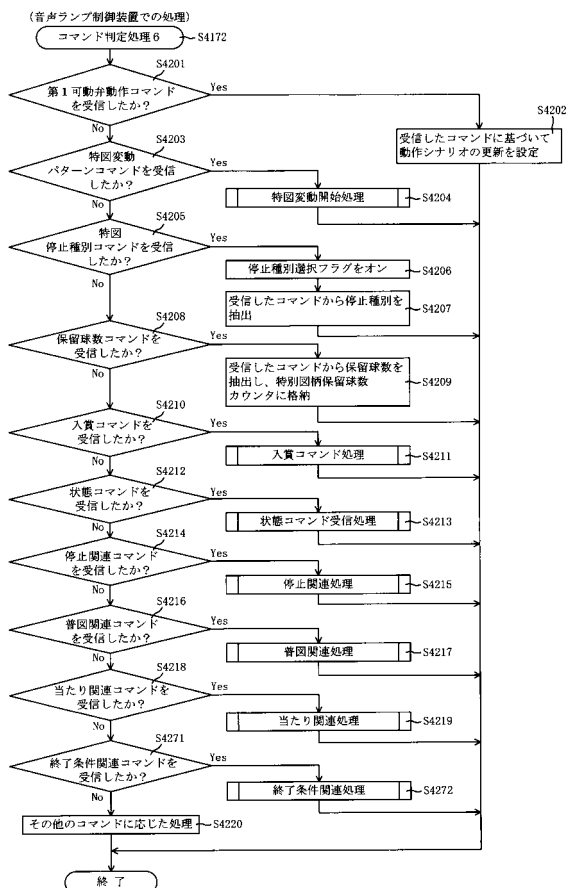 (音声ランプ制御装置での処理)
コマンド判定処理6
S4172
S4201
第1可動弁動作コマンド
を受信したか?
Yes
No
S4202
受信したコマンドに基づいて
動作シナリオの更新を設定
S4203
特図変動
パターンコマンドを受信
したか?
Yes
No
特図変動開始処理
S4204
S4205
特図
停止種別コマンドを受信
したか?
Yes
No
停止種別選択フラグをオン
S4206
受信したコマンドから停止種別を
抽出
S4207
S4208
保留球数コマンドを
受信したか?
Yes
No
受信したコマンドから保留球数を
抽出し、特別図柄保留球数
カウンタに格納
S4209
S4210
入賞コマンドを
受信したか?
Yes
No
入賞コマンド処理
S4211
S4212
状態コマンドを
受信したか?
Yes
No
状態コマンド受信処理
S4213
S4214
停止関連コマンド
を受信したか?
Yes
No
停止関連処理
S4215
S4216
普図関連コマンド
を受信したか?
Yes
No
普図関連処理
S4217
S4218
当たり関連コマンドを
受信したか?
Yes
No
当たり関連処理
S4219
S4271
終了条件関連コマンド
を受信したか?
Yes
No
終了条件関連処理
S4272
その他のコマンドに応じた処理
S4220
終了